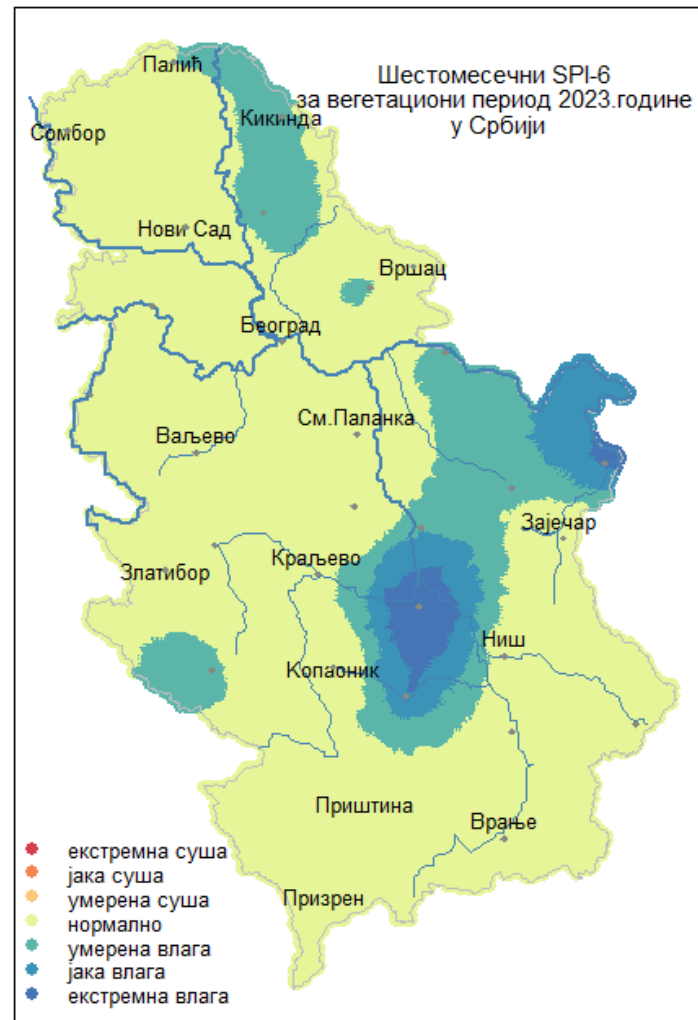 Шестомесечни SPI-6
за вегетациони период 2023.године
у Србији
Палић
Кикинда
Сомбор
Нови Сад
Вршац
Београд
См.Паланка
Ваљево
Зајечар
Краљево
Златибор
Ниш
Копаоник
Приштина
Врање
Призрен
екстремна суша
јака суша
умерена суша
нормално
умерена влага
јака влага
екстремна влага